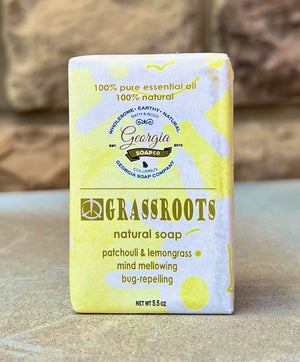 100% pure essential oil
100% natural
WHOLESOME • EARTHY • NATURAL
BATH & BODY
Georgia
EST. 2012
SOAP CO
COLUMBUS
GEORGIA SOAP COMPANY
GRASSROOTS
natural soap
patchouli & lemongrass
mind mellowing
bug-repelling
NET WT 5.5 OZ